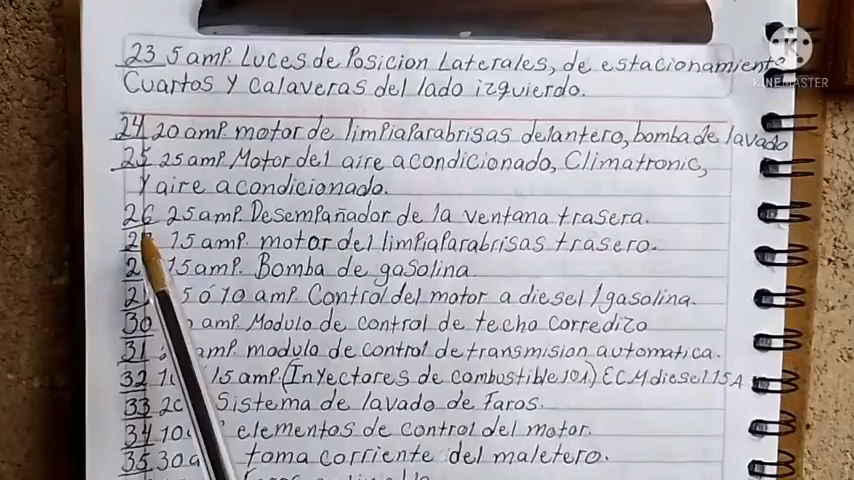 23 5 amp. Luces de Posicion Laterales, de estacionamiento
Cuartos y calaveras del lado izquierdo.
24 20 amp. motor de limpiaparabrisas delantero, bomba de lavado
25 25 amp. Motor del aire acondicionado, Climatronic,
y aire acondicionado.
26 25 amp. Desempañador de la ventana trasera.
15 amp. motor del limpiaparabrisas trasero.
15 amp. Bomba de gasolina.
5 ó 10 amp. Control del motor a diesel/gasolina.
30 amp. Modulo de control de techo corredizo
31 amp. modulo de control de transmision automatica.
32 15 amp. (Inyectores de combustible 10A) ECM diesel 15A
33 Sistema de lavado de Faros.
34 elementos de control del motor.
35 30 toma corriente del maletero.
KINEMASTER